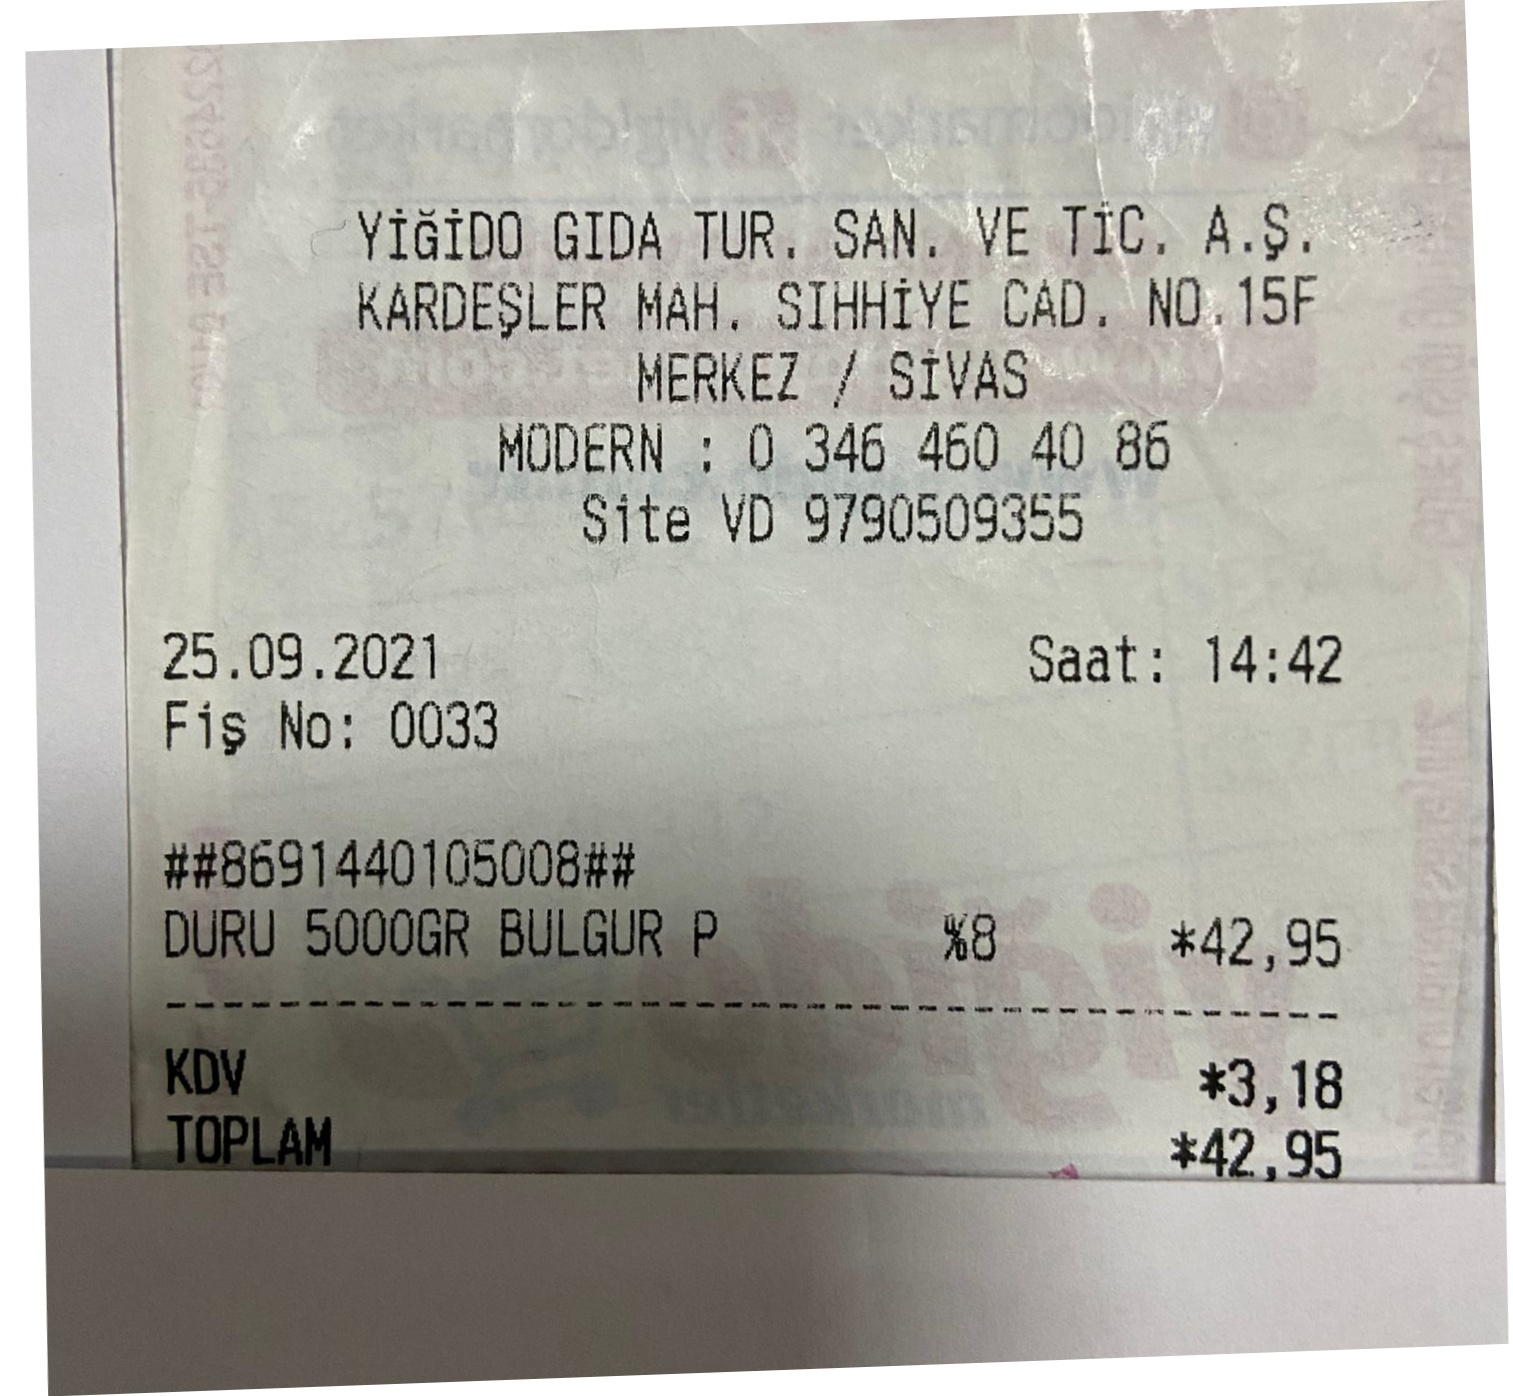 YİĞİDO GIDA TUR. SAN. VE TİC. A.Ş.
KARDEŞLER MAH. SIHHİYE CAD. NO.15F
MERKEZ / SİVAS
MODERN : 0 346 460 40 86
Site VD 9790509355
25.09.2021 Saat: 14:42
Fiş No: 0033
##8691440105008##
DURU 5000GR BULGUR P %8 *42,95
--------------------------------------------
KDV *3,18
TOPLAM *42,95